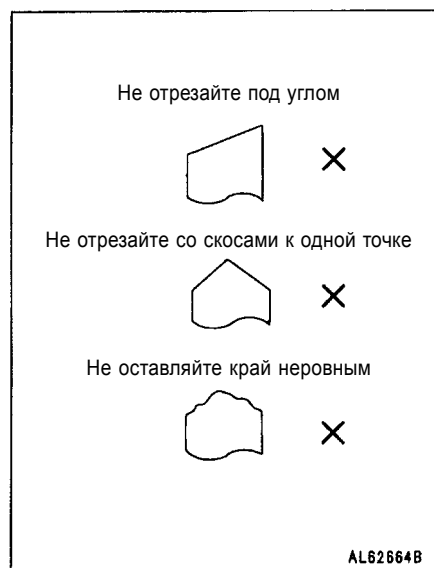 Не отрезайте под углом
Не отрезайте со скосами к одной точке
Не оставляйте край неровным
AL62664B